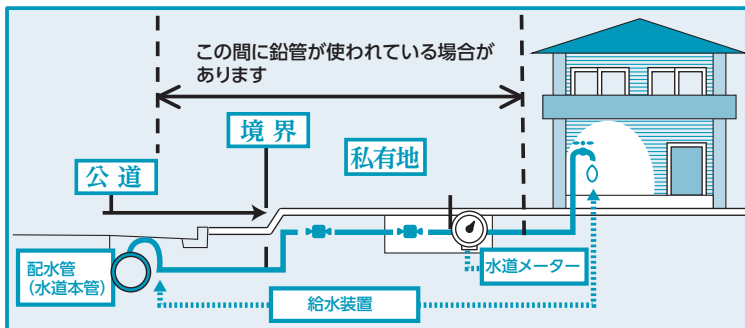 この間に鉛管が使われている場合が
あります
境界
私有地
公道
配水管
（水道本管）
水道メーター
給水装置